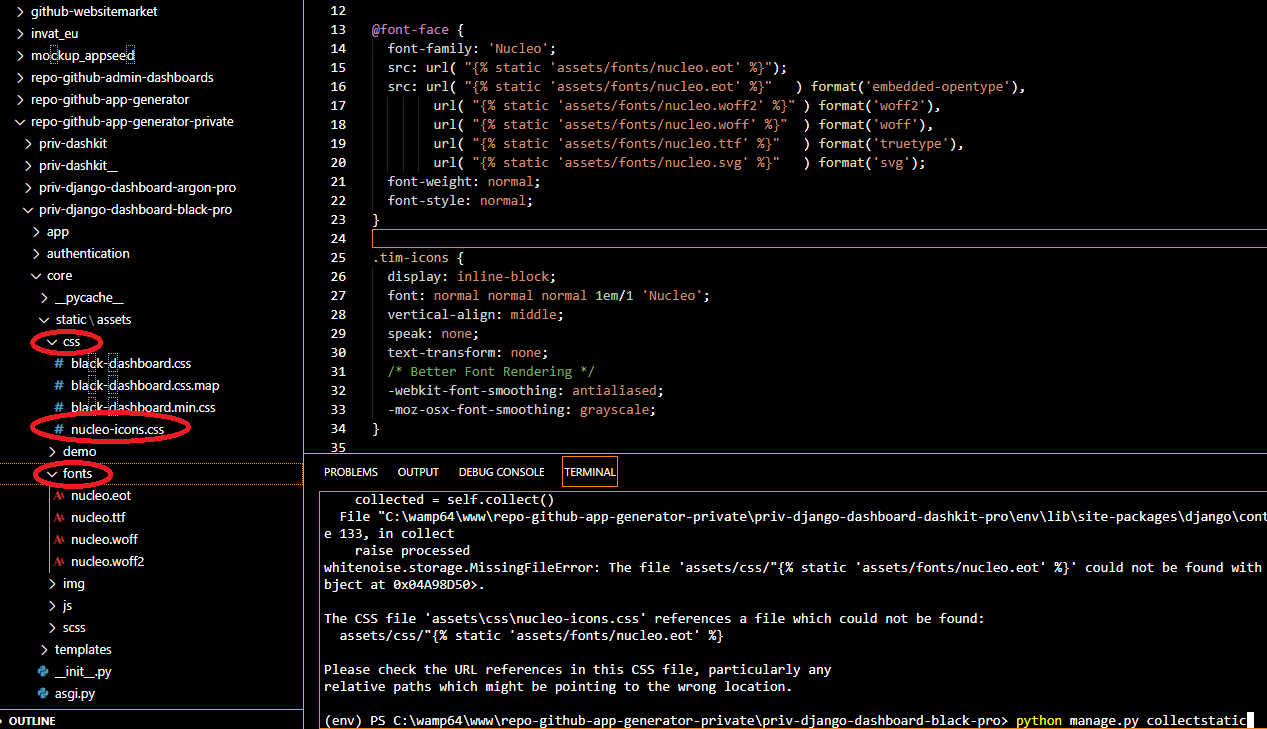 github-websitemarket
invat_eu
mockup_appseed
repo-github-admin-dashboards
repo-github-app-generator
repo-github-app-generator-private
priv-dashkit
priv-dashkit__
priv-django-dashboard-argon-pro
priv-django-dashboard-black-pro
app
authentication
core
__pycache__
static \ assets
css
# black-dashboard.css
# black-dashboard.css.map
# black-dashboard.min.css
# nucleo-icons.css
demo
fonts
nucleo.eot
nucleo.ttf
nucleo.woff
nucleo.woff2
img
js
scss
templates
__init__.py
asgi.py
OUTLINE
12
13 @font-face {
14 font-family: 'Nucleo';
15 src: url( "{% static 'assets/fonts/nucleo.eot' %}");
16 src: url( "{% static 'assets/fonts/nucleo.eot' %}" ) format('embedded-opentype'),
17 url( "{% static 'assets/fonts/nucleo.woff2' %}" ) format('woff2'),
18 url( "{% static 'assets/fonts/nucleo.woff' %}" ) format('woff'),
19 url( "{% static 'assets/fonts/nucleo.ttf' %}" ) format('truetype'),
20 url( "{% static 'assets/fonts/nucleo.svg' %}" ) format('svg');
21 font-weight: normal;
22 font-style: normal;
23 }
24
25 .tim-icons {
26 display: inline-block;
27 font: normal normal normal 1em/1 'Nucleo';
28 vertical-align: middle;
29 speak: none;
30 text-transform: none;
31 /* Better Font Rendering */
32 -webkit-font-smoothing: antialiased;
33 -moz-osx-font-smoothing: grayscale;
34 }
35
PROBLEMS OUTPUT DEBUG CONSOLE TERMINAL
collected = self.collect()
File "C:\wamp64\www\repo-github-app-generator-private\priv-django-dashboard-dashkit-pro\env\lib\site-packages\django\cont
e 133, in collect
raise processed
whitenoise.storage.MissingFileError: The file 'assets/css/"{% static 'assets/fonts/nucleo.eot' %}' could not be found with
bject at 0x04A98D50>.
The CSS file 'assets\css\nucleo-icons.css' references a file which could not be found:
assets/css/"{% static 'assets/fonts/nucleo.eot' %}
Please check the URL references in this CSS file, particularly any
relative paths which might be pointing to the wrong location.
(env) PS C:\wamp64\www\repo-github-app-generator-private\priv-django-dashboard-black-pro> python manage.py collectstatic